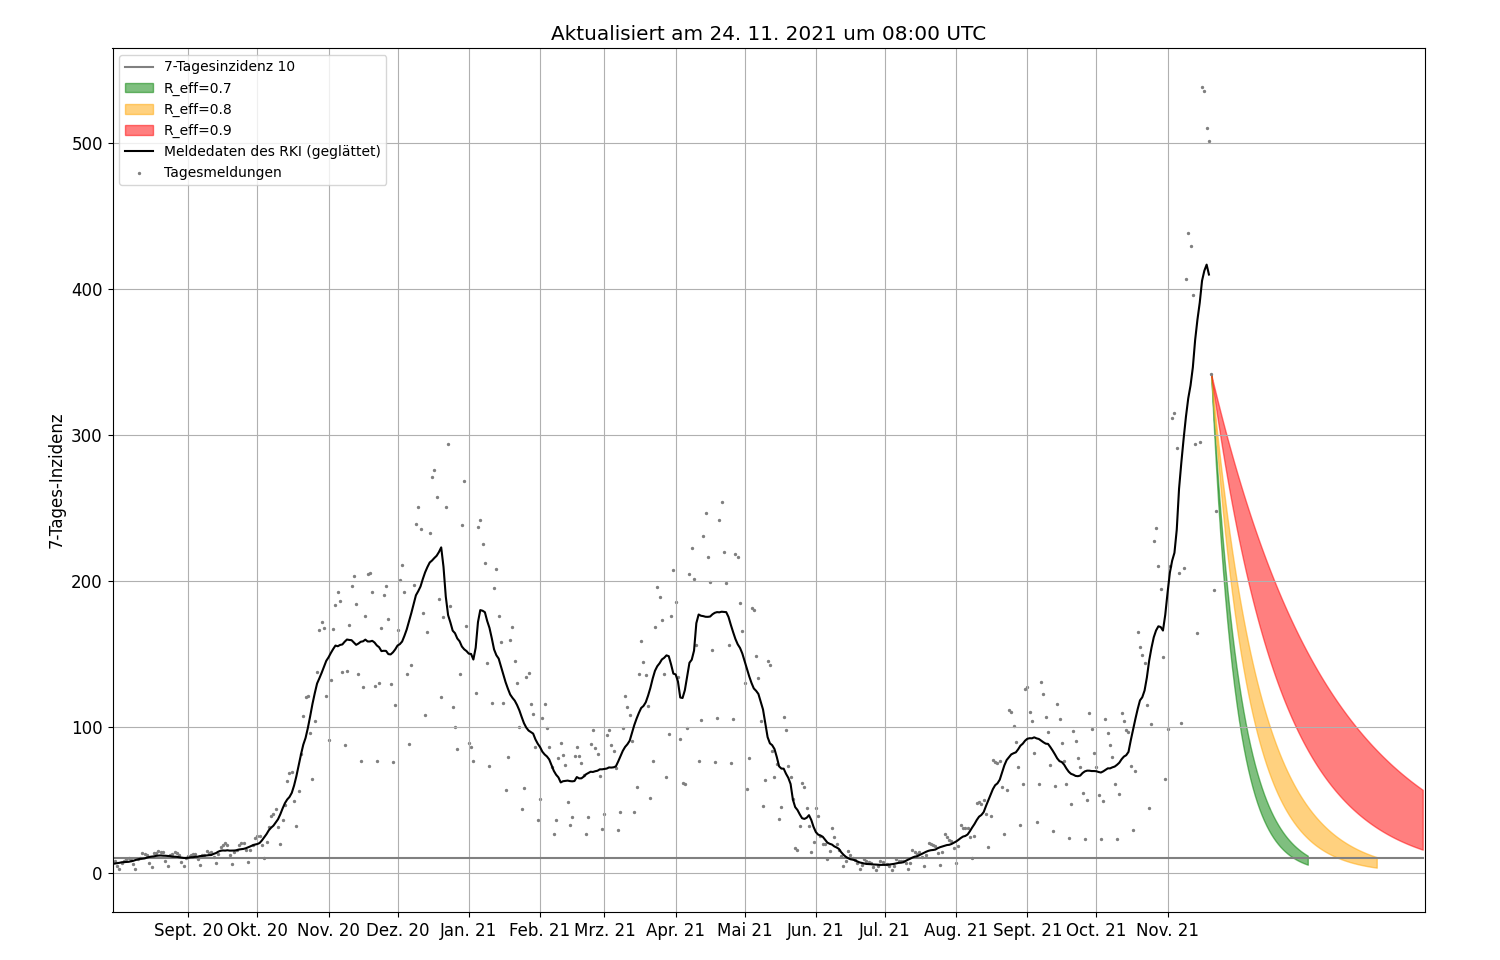 Aktualisiert am 24. 11. 2021 um 08:00 UTC
7-Tagesinzidenz 10
R_eff=0.7
R_eff=0.8
R_eff=0.9
Meldedaten des RKI (geglättet)
Tagesmeldungen
7-Tages-Inzidenz
500
400
300
200
100
0
Sept. 20 Okt. 20 Nov. 20 Dez. 20 Jan. 21 Feb. 21 Mrz. 21 Apr. 21 Mai 21 Jun. 21 Jul. 21 Aug. 21 Sept. 21 Oct. 21 Nov. 21